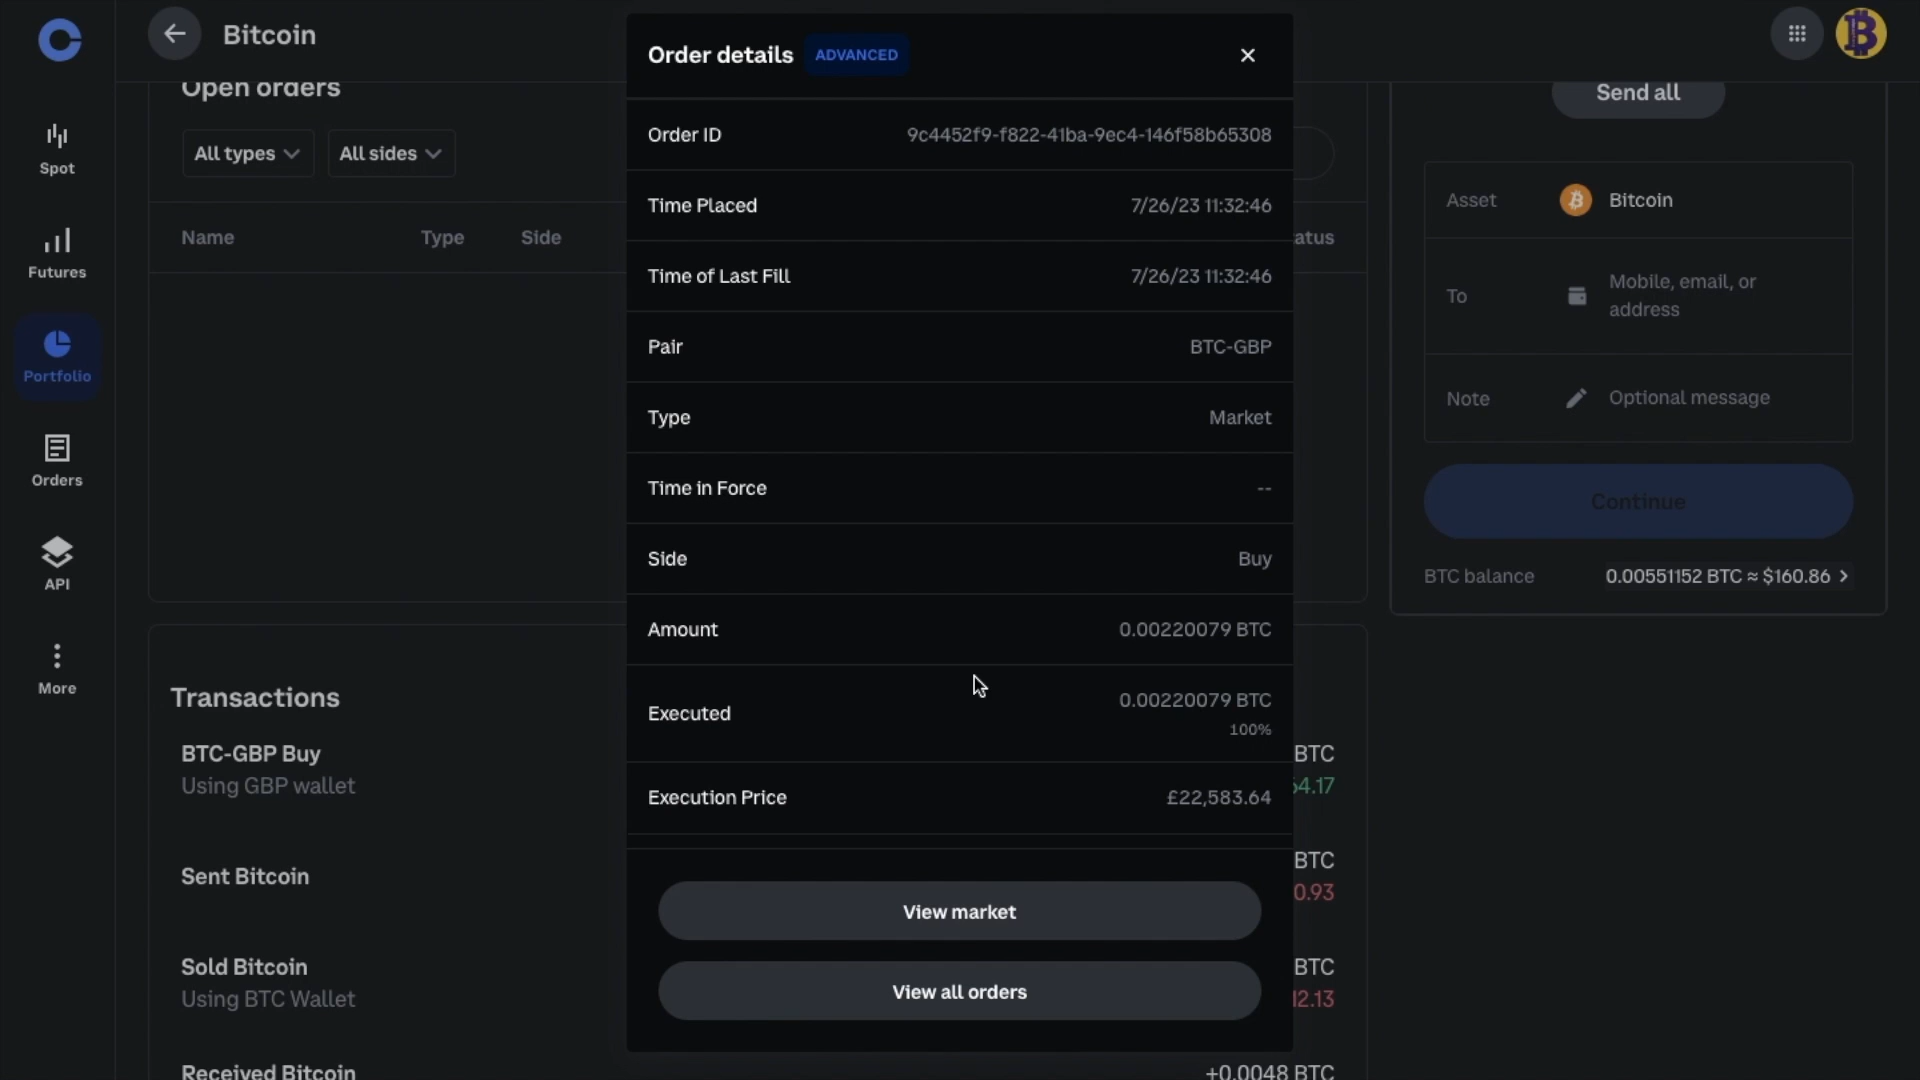 Bitcoin
Spot
Futures
Portfolio
Orders
API
More
Open orders
All types
All sides
Name Type Side
Transactions
BTC-GBP Buy
Using GBP wallet
Sent Bitcoin
Sold Bitcoin
Using BTC Wallet
Received Bitcoin
Order details ADVANCED
Order ID 9c4452f9-f822-41ba-9ec4-146f58b65308
Time Placed 7/26/23 11:32:46
Time of Last Fill 7/26/23 11:32:46
Pair BTC-GBP
Type Market
Time in Force --
Side Buy
Amount 0.00220079 BTC
Executed 0.00220079 BTC
100%
Execution Price £22,583.64
View market
View all orders
atus
BTC
64.17
BTC
0.93
BTC
12.13
+0.0048 BTC
Send all
Asset Bitcoin
To Mobile, email, or
address
Note Optional message
Continue
BTC balance 0.00551152 BTC ≈ $160.86 >